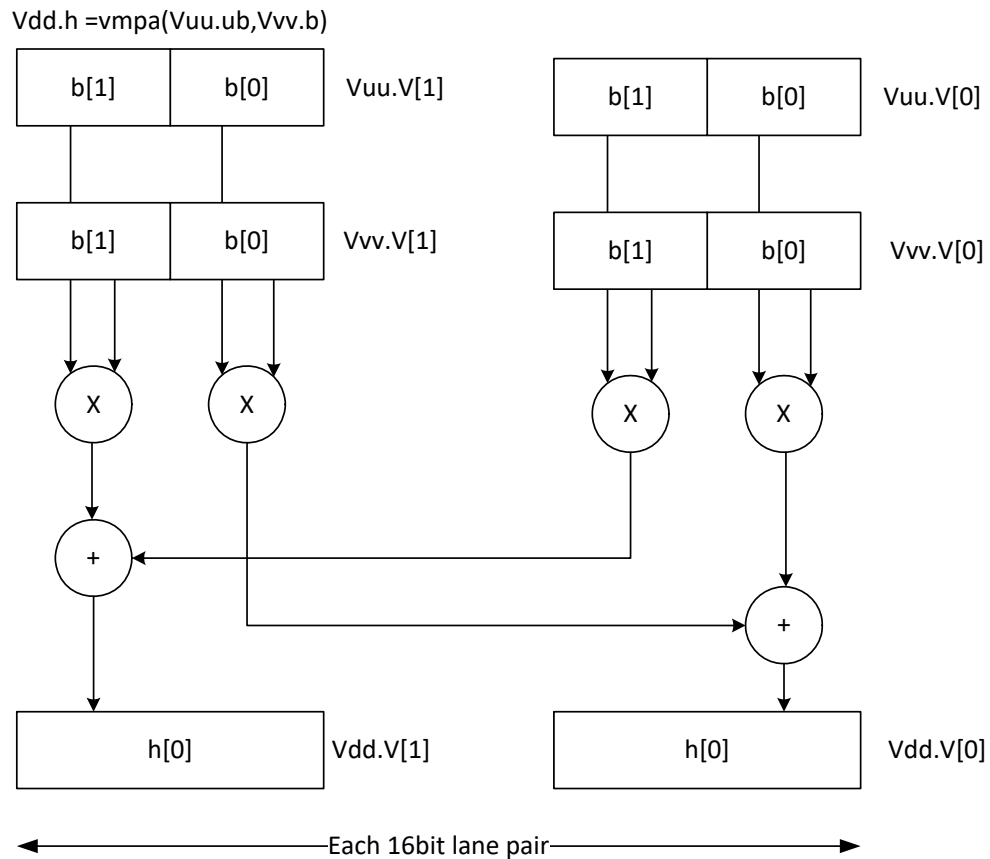 Vdd.h =vmpa(Vuu.ub,Vvv.b)
b[1] b[0] Vuu.V[1]
b[1] b[0] Vuu.V[0]
b[1] b[0] Vvv.V[1]
b[1] b[0] Vvv.V[0]
X X X X
+
+
h[0] Vdd.V[1] h[0] Vdd.V[0]
Each 16bit lane pair